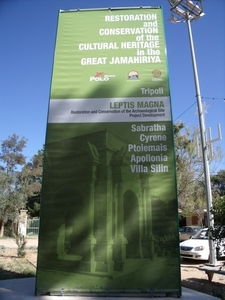 RESTORATION
and
CONSERVATION
of the
CULTURAL HERITAGE
in the
GREAT JAMAHIRIYA
POLO
Tripoli
LEPTIS MAGNA
Restoration and Conservation of the Archaeological Site
Project Development
Sabratha
Cyrene
Ptolemais
Apollonia
Villa Silin